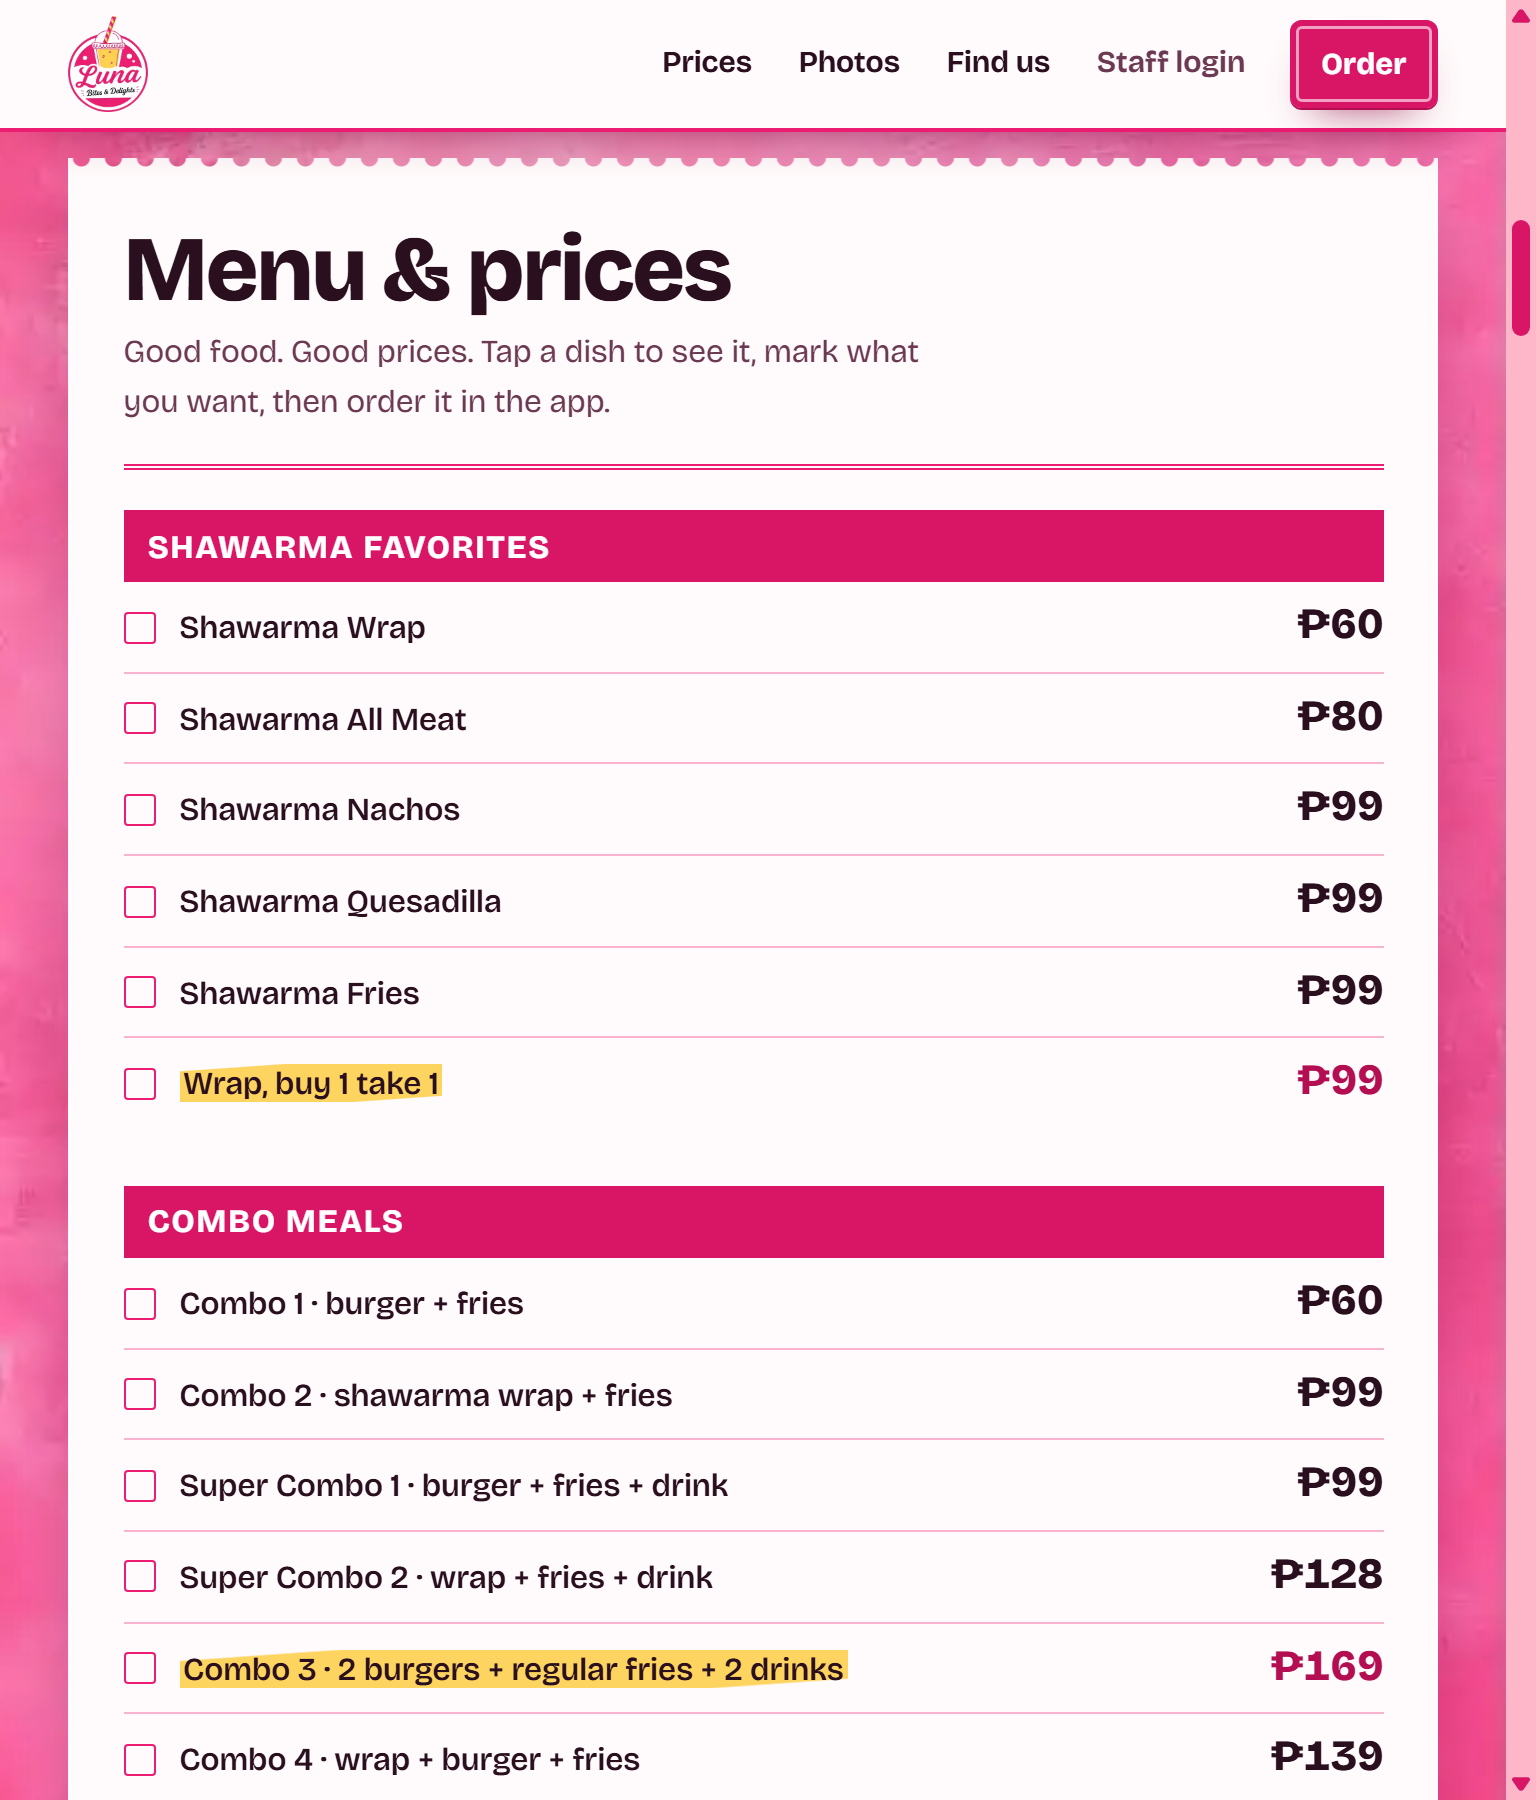 Luna
Bites & Delights
Prices
Photos
Find us
Staff login
Order
Menu & prices
Good food. Good prices. Tap a dish to see it, mark what
you want, then order it in the app.
SHAWARMA FAVORITES
Shawarma Wrap ₱60
Shawarma All Meat ₱80
Shawarma Nachos ₱99
Shawarma Quesadilla ₱99
Shawarma Fries ₱99
Wrap, buy 1 take 1 ₱99
COMBO MEALS
Combo 1 · burger + fries ₱60
Combo 2 · shawarma wrap + fries ₱99
Super Combo 1 · burger + fries + drink ₱99
Super Combo 2 · wrap + fries + drink ₱128
Combo 3 · 2 burgers + regular fries + 2 drinks ₱169
Combo 4 · wrap + burger + fries ₱139